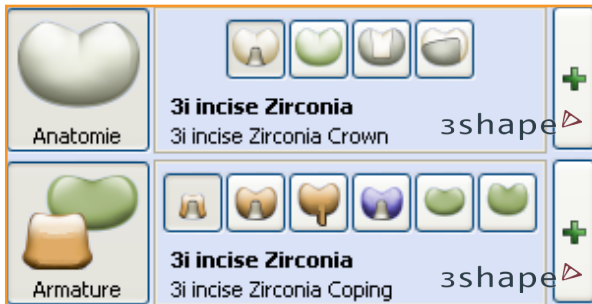 3i incise Zirconia
Anatomie
3i incise Zirconia Crown
3shape
3i incise Zirconia
Armature
3i incise Zirconia Coping
3shape